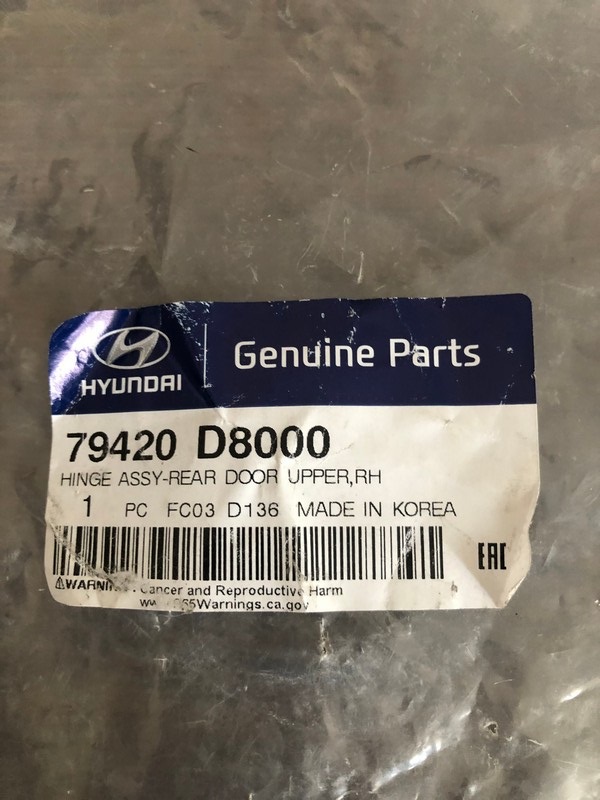 HYUNDAI
Genuine Parts
79420 D8000
HINGE ASSY-REAR DOOR UPPER,RH
1 PC FC03 D136 MADE IN KOREA
EAC
Cancer and Reproductive Harm